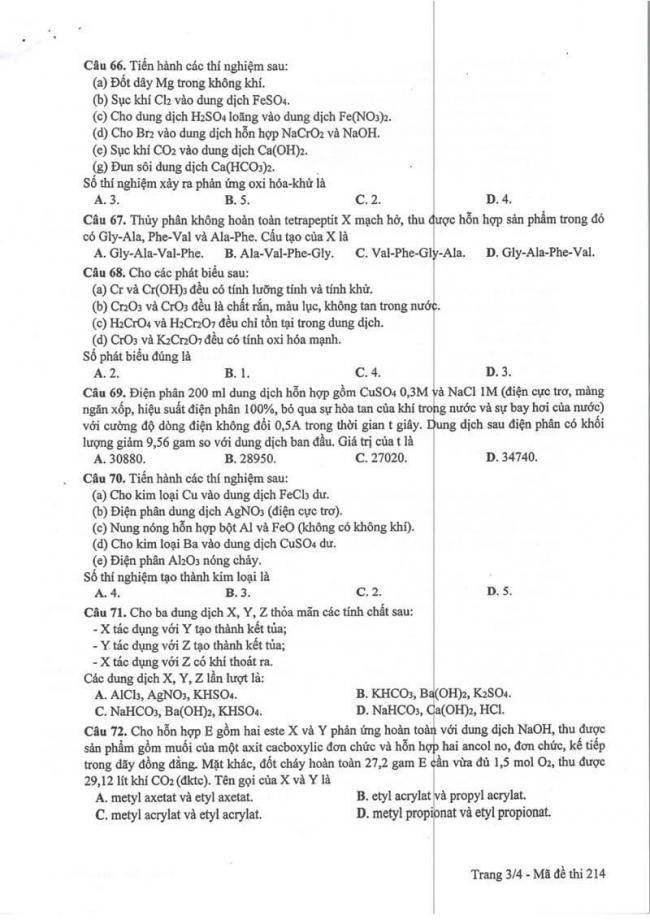 Câu 66. Tiến hành các thí nghiệm sau:
(a) Đốt dây Mg trong không khí.
(b) Sục khí Cl₂ vào dung dịch FeSO₄.
(c) Cho dung dịch H₂SO₄ loãng vào dung dịch Fe(NO₃)₂.
(d) Cho Br₂ vào dung dịch hỗn hợp NaCrO₂ và NaOH.
(e) Sục khí CO₂ vào dung dịch Ca(OH)₂.
(g) Đun sôi dung dịch Ca(HCO₃)₂.
Số thí nghiệm xảy ra phản ứng oxi hóa-khử là
A. 3. B. 5. C. 2. D. 4.
Câu 67. Thủy phân không hoàn toàn tetrapeptit X mạch hở, thu được hỗn hợp sản phẩm trong đó
có Gly-Ala, Phe-Val và Ala-Phe. Cấu tạo của X là
A. Gly-Ala-Val-Phe. B. Ala-Val-Phe-Gly. C. Val-Phe-Gly-Ala. D. Gly-Ala-Phe-Val.
Câu 68. Cho các phát biểu sau:
(a) Cr và Cr(OH)₃ đều có tính lưỡng tính và tính khử.
(b) Cr₂O₃ và CrO₃ đều là chất rắn, màu lục, không tan trong nước.
(c) H₂CrO₄ và H₂Cr₂O₇ đều chỉ tồn tại trong dung dịch.
(d) CrO₃ và K₂Cr₂O₇ đều có tính oxi hóa mạnh.
Số phát biểu đúng là
A. 2. B. 1. C. 4. D. 3.
Câu 69. Điện phân 200 ml dung dịch hỗn hợp gồm CuSO₄ 0,3M và NaCl 1M (điện cực trơ, màng
ngăn xốp, hiệu suất điện phân 100%, bỏ qua sự hòa tan của khí trong nước và sự bay hơi của nước)
với cường độ dòng điện không đổi 0,5A trong thời gian t giây. Dung dịch sau điện phân có khối
lượng giảm 9,56 gam so với dung dịch ban đầu. Giá trị của t là
A. 30880. B. 28950. C. 27020. D. 34740.
Câu 70. Tiến hành các thí nghiệm sau:
(a) Cho kim loại Cu vào dung dịch FeCl₃ dư.
(b) Điện phân dung dịch AgNO₃ (điện cực trơ).
(c) Nung nóng hỗn hợp bột Al và FeO (không có không khí).
(d) Cho kim loại Ba vào dung dịch CuSO₄ dư.
(e) Điện phân Al₂O₃ nóng chảy.
Số thí nghiệm tạo thành kim loại là
A. 4. B. 3. C. 2. D. 5.
Câu 71. Cho ba dung dịch X, Y, Z thỏa mãn các tính chất sau:
- X tác dụng với Y tạo thành kết tủa;
- Y tác dụng với Z tạo thành kết tủa;
- X tác dụng với Z có khí thoát ra.
Các dung dịch X, Y, Z lần lượt là:
A. AlCl₃, AgNO₃, KHSO₄. B. KHCO₃, Ba(OH)₂, K₂SO₄.
C. NaHCO₃, Ba(OH)₂, KHSO₄. D. NaHCO₃, Ca(OH)₂, HCl.
Câu 72. Cho hỗn hợp E gồm hai este X và Y phản ứng hoàn toàn với dung dịch NaOH, thu được
sản phẩm gồm muối của một axit cacboxylic đơn chức và hỗn hợp hai ancol no, đơn chức, kế tiếp
trong dãy đồng đẳng. Mặt khác, đốt cháy hoàn toàn 27,2 gam E cần vừa đủ 1,5 mol O₂, thu được
29,12 lít khí CO₂ (đktc). Tên gọi của X và Y là
A. metyl axetat và etyl axetat. B. etyl acrylat và propyl acrylat.
C. metyl acrylat và etyl acrylat. D. metyl propionat và etyl propionat.
Trang 3/4 - Mã đề thi 214